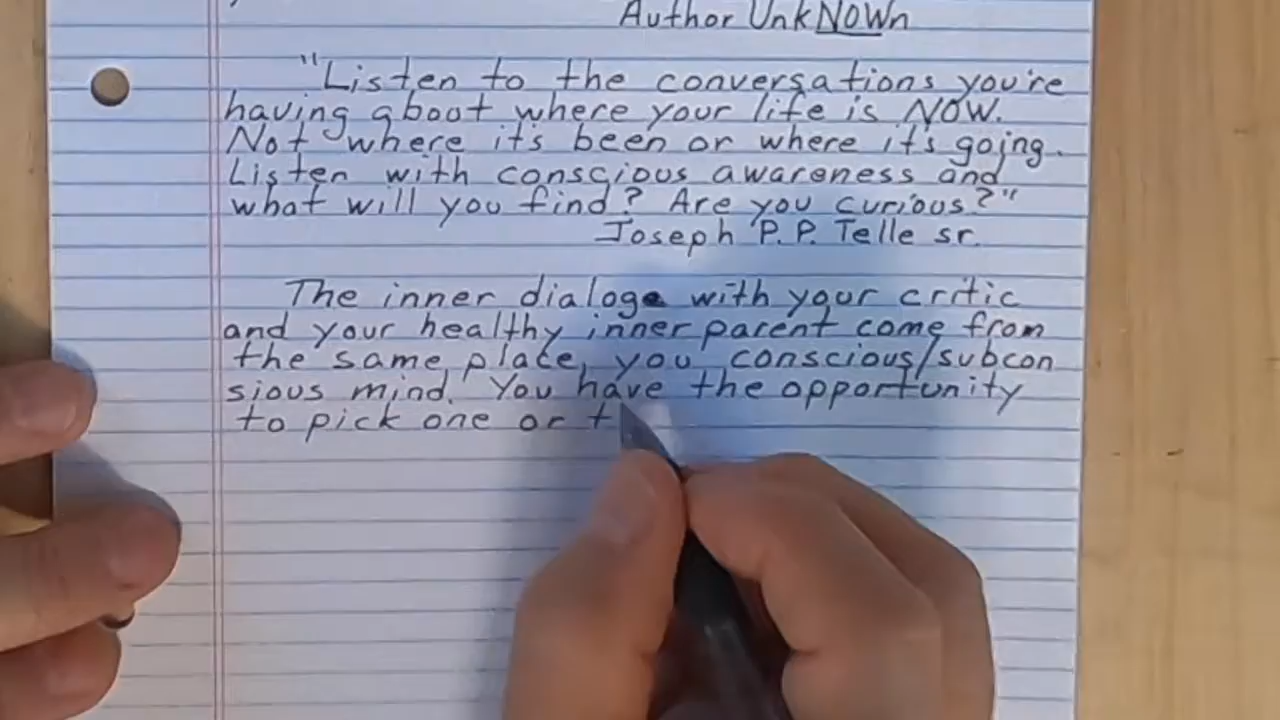 Author UnkNOWn
"Listen to the conversations you're
having aboot where your life is NOW.
Not where it's been or where it's going.
Listen with conscious awareness and
what will you find? Are you curious?"
Joseph P.P. Telle sr.
The inner dialoge with your critic
and your healthy inner parent come from
the same place, you conscious/subcon
sious mind. You have the opportunity
to pick one or t